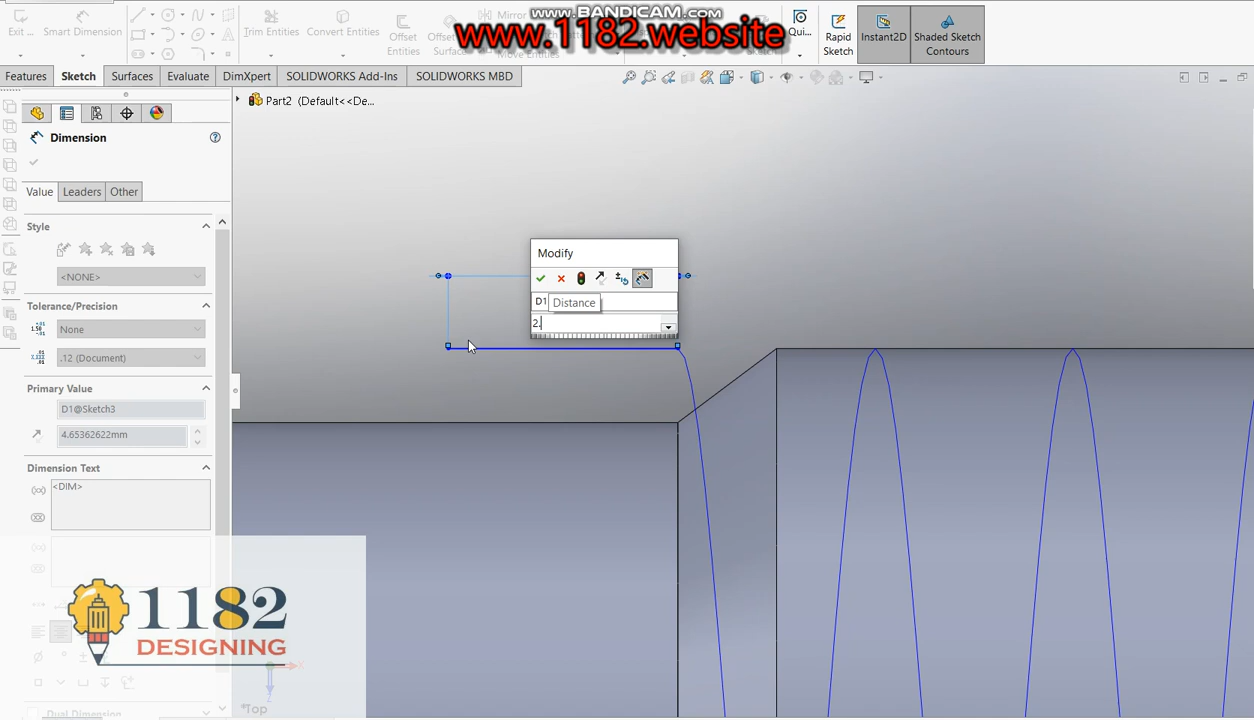 www.BANDICAM.com
www.1182.website
Exit ...
Smart Dimension
Trim Entities
Convert Entities
Offset Entities
Mirror
Instant2D
Rapid Sketch
Shaded Sketch Contours
Qui...
Features
Sketch
Surfaces
Evaluate
DimXpert
SOLIDWORKS Add-Ins
SOLIDWORKS MBD
Part2 (Default<<De...
Dimension
Value
Leaders
Other
Style
<NONE>
Tolerance/Precision
None
.12 (Document)
Primary Value
D1@Sketch3
4.65362622mm
Dimension Text
<DIM>
Dual Dimension
Modify
D1
Distance
2.
1182
DESIGNING
*Top